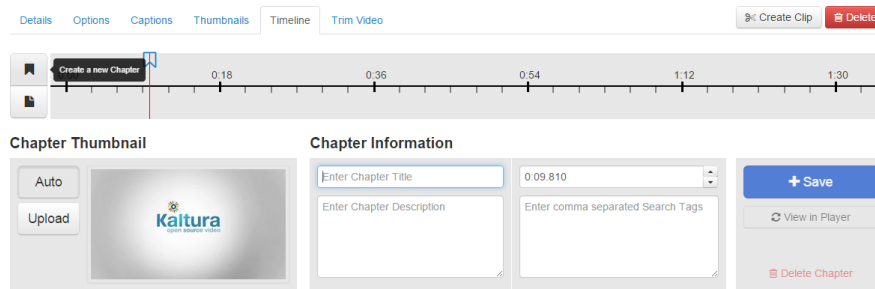 Details Options Captions Thumbnails Timeline Trim Video Create Clip Delete
Create a new Chapter
0:18 0:36 0:54 1:12 1:30
Chapter Thumbnail Chapter Information
Auto Enter Chapter Title 0:09.810 + Save
Upload Enter Chapter Description Enter comma separated Search Tags View in Player
Kaltura
open source video
Delete Chapter